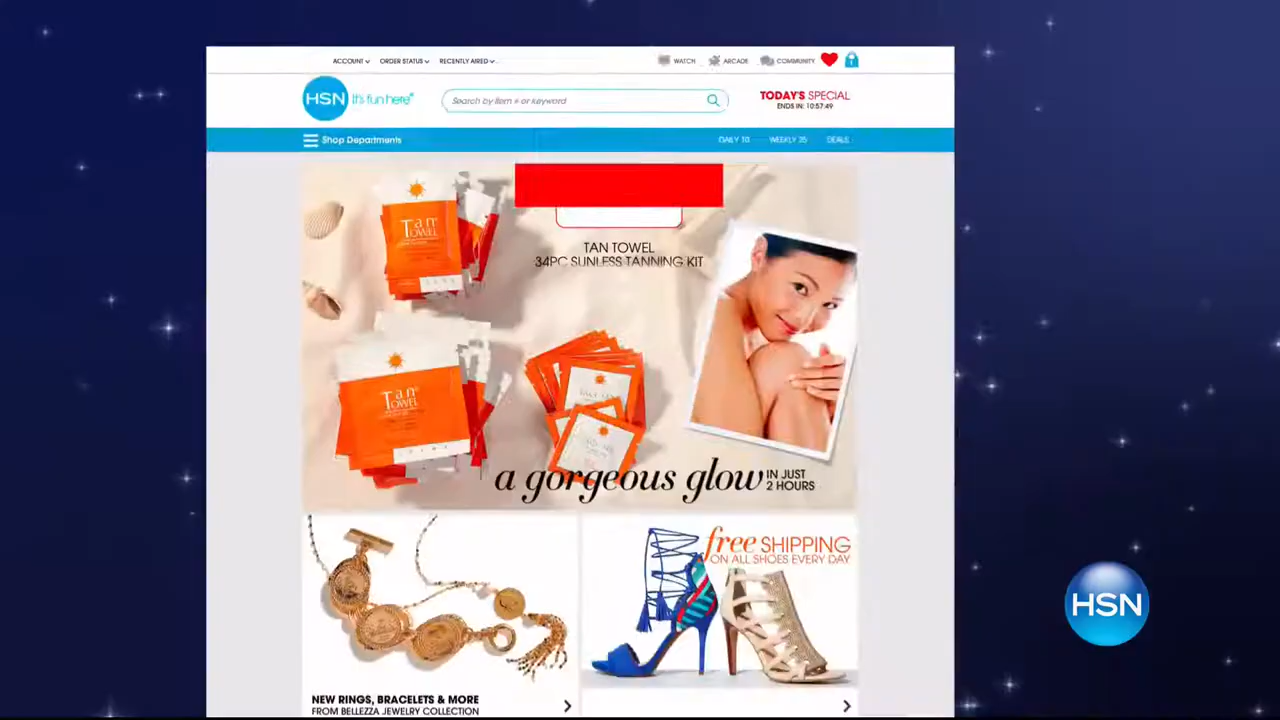 ACCOUNT ORDER STATUS RECENTLY AIRED WATCH ARCADE COMMUNITY
HSN it's fun here®
Search by item # or keyword
TODAY'S SPECIAL
ENDS IN: 10:57:49
Shop Departments DAILY 10 WEEKLY 25 DEALS
Tan
TOWEL
TAN TOWEL
34PC SUNLESS TANNING KIT
Tan
TOWEL
a gorgeous glow IN JUST
2 HOURS
free SHIPPING
ON ALL SHOES EVERY DAY
HSN
NEW RINGS, BRACELETS & MORE
FROM BELLEZZA JEWELRY COLLECTION